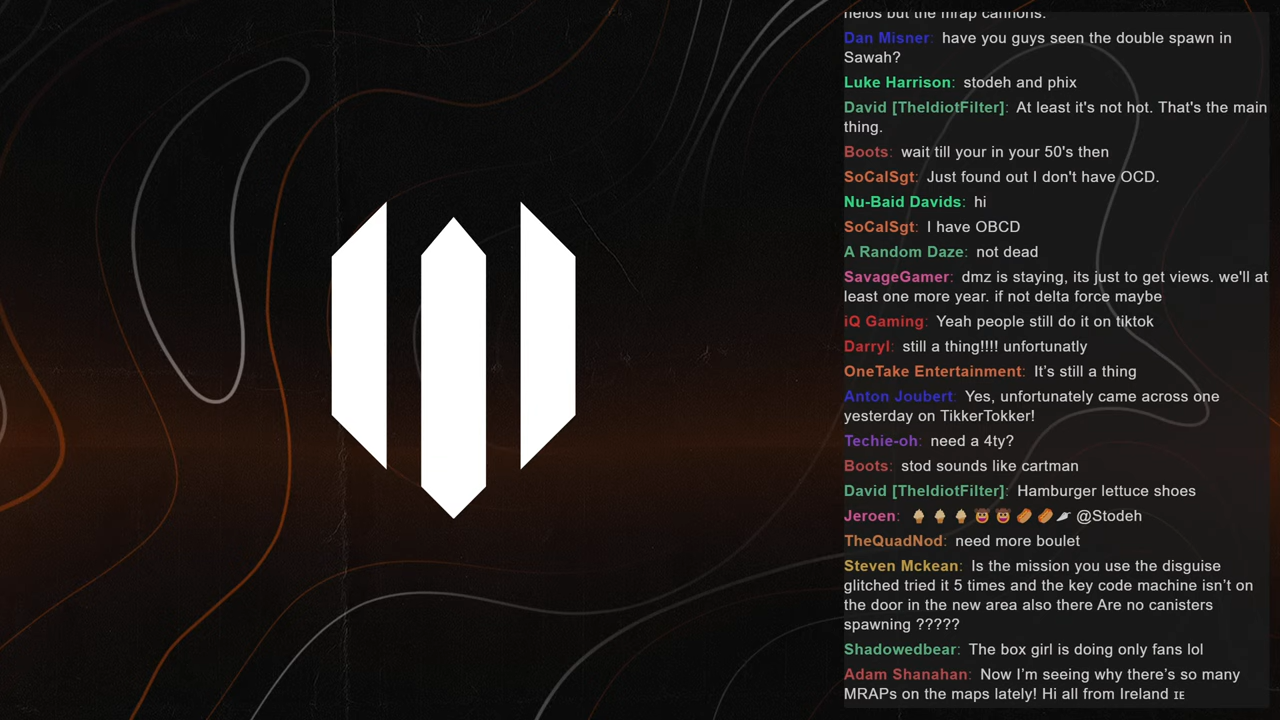 helos but the mrap cannons.
Dan Misner: have you guys seen the double spawn in
Sawah?
Luke Harrison: stodeh and phix
David [TheIdiotFilter]: At least it's not hot. That's the main
thing.
Boots: wait till your in your 50's then
SoCalSgt: Just found out I don't have OCD.
Nu-Baid Davids: hi
SoCalSgt: I have OBCD
A Random Daze: not dead
SavageGamer: dmz is staying, its just to get views. we'll at
least one more year. if not delta force maybe
iQ Gaming: Yeah people still do it on tiktok
Darryl: still a thing!!!! unfortunatly
OneTake Entertainment: It’s still a thing
Anton Joubert: Yes, unfortunately came across one
yesterday on TikkerTokker!
Techie-oh: need a 4ty?
Boots: stod sounds like cartman
David [TheIdiotFilter]: Hamburger lettuce shoes
Jeroen: @Stodeh
TheQuadNod: need more boulet
Steven Mckean: Is the mission you use the disguise
glitched tried it 5 times and the key code machine isn’t on
the door in the new area also there Are no canisters
spawning ?????
Shadowedbear: The box girl is doing only fans lol
Adam Shanahan: Now I’m seeing why there’s so many
MRAPs on the maps lately! Hi all from Ireland 🇮🇪